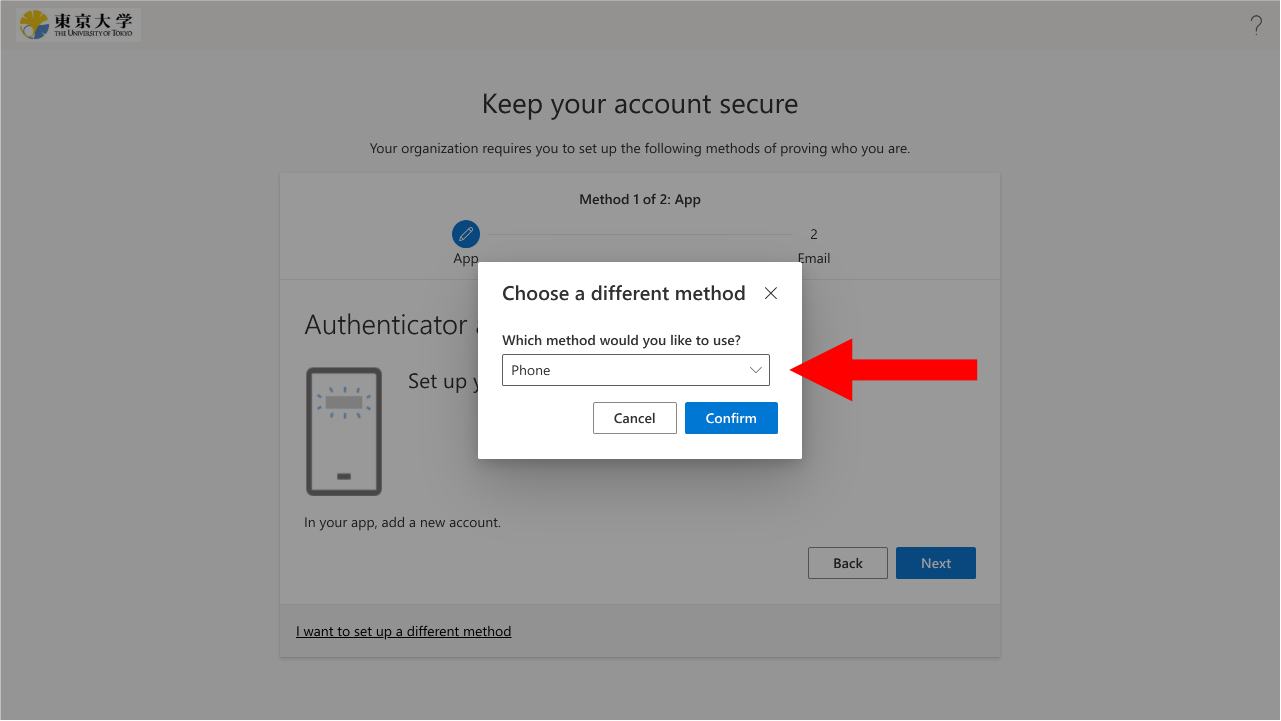 東京大学
THE UNIVERSITY OF TOKYO
?
Keep your account secure
Your organization requires you to set up the following methods of proving who you are.
Method 1 of 2: App
2
App
Email
Choose a different method
Authenticator
Which method would you like to use?
Phone
Set up
Cancel
Confirm
In your app, add a new account.
Back
Next
I want to set up a different method